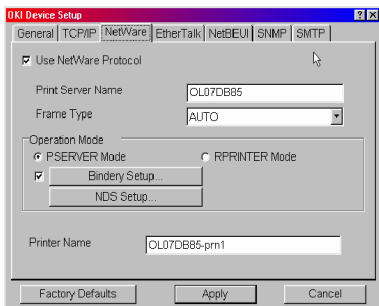 OKI Device Setup
General TCP/IP NetWare EtherTalk NetBEUI SNMP SMTP
Use NetWare Protocol
Print Server Name OL07DB85
Frame Type AUTO
Operation Mode
PSERVER Mode RPRINTER Mode
Bindery Setup...
NDS Setup...
Printer Name OL07DB85-prn1
Factory Defaults Apply Cancel